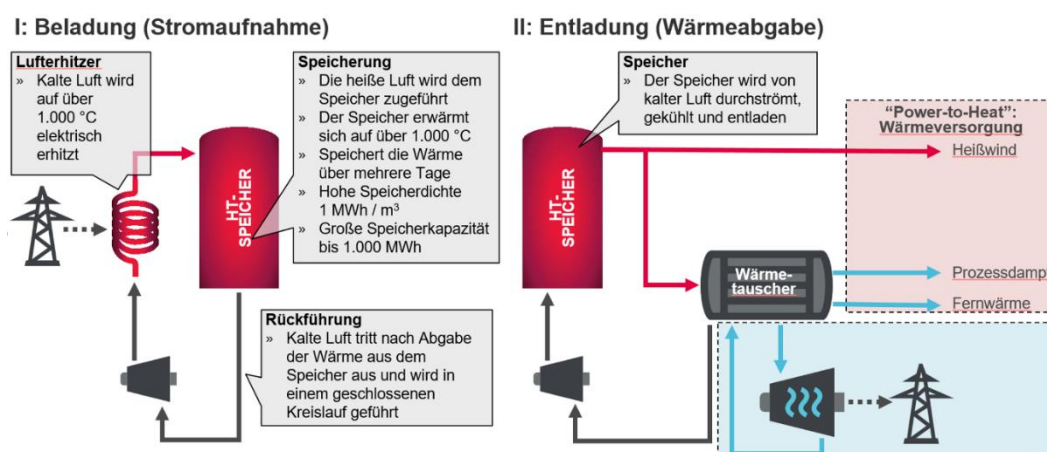 I: Beladung (Stromaufnahme)
Lufterhitzer
» Kalte Luft wird
auf über
1.000 °C
elektrisch
erhitzt
Speicherung
» Die heiße Luft wird dem
Speicher zugeführt
» Der Speicher erwärmt
sich auf über 1.000 °C
» Speichert die Wärme
über mehrere Tage
» Hohe Speicherdichte
1 MWh / m³
» Große Speicherkapazität
bis 1.000 MWh
HT-
SPEICHER
Rückführung
» Kalte Luft tritt nach Abgabe
der Wärme aus dem
Speicher aus und wird in
einem geschlossenen
Kreislauf geführt
II: Entladung (Wärmeabgabe)
Speicher
» Der Speicher wird von
kalter Luft durchströmt,
gekühlt und entladen
HT-
SPEICHER
"Power-to-Heat":
Wärmeversorgung
Heißwind
Wärme-
tauscher
Prozessdampf
Fernwärme